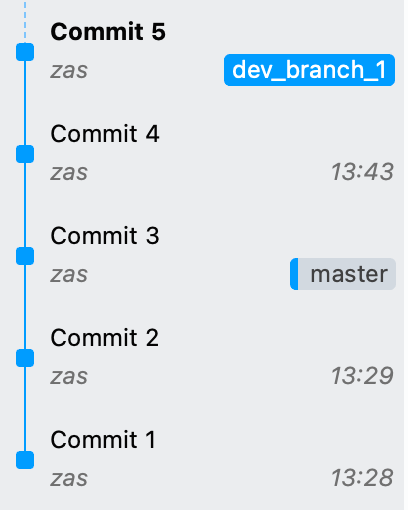 Commit 5
zas dev_branch_1
Commit 4
zas 13:43
Commit 3
zas master
Commit 2
zas 13:29
Commit 1
zas 13:28